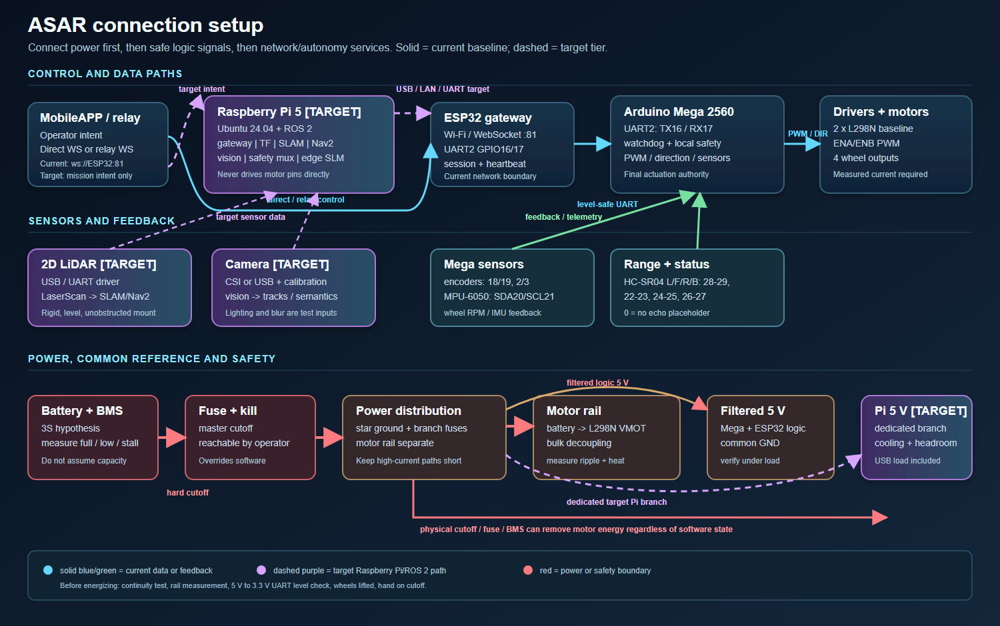 ASAR connection setup
Connect power first, then safe logic signals, then network/autonomy services. Solid = current baseline; dashed = target tier.
CONTROL AND DATA PATHS
target intent
USB / LAN / UART target
MobileAPP / relay
Operator intent
Direct WS or relay WS
Current: ws://ESP32:81
Target: mission intent only
Raspberry Pi 5 [TARGET]
Ubuntu 24.04 + ROS 2
gateway | TF | SLAM | Nav2
vision | safety mux | edge SLM
Never drives motor pins directly
ESP32 gateway
Wi-Fi / WebSocket :81
UART2 GPIO16/17
session + heartbeat
Current network boundary
Arduino Mega 2560
UART2: TX16 / RX17
watchdog + local safety
PWM / direction / sensors
Final actuation authority
PWM / DIR
Drivers + motors
2 x L298N baseline
ENA/ENB PWM
4 wheel outputs
Measured current required
direct / relay control
level-safe UART
SENSORS AND FEEDBACK
target sensor data
feedback / telemetry
2D LiDAR [TARGET]
USB / UART driver
LaserScan -> SLAM/Nav2
Rigid, level, unobstructed mount
Camera [TARGET]
CSI or USB + calibration
vision -> tracks / semantics
Lighting and blur are test inputs
Mega sensors
encoders: 18/19, 2/3
MPU-6050: SDA20/SCL21
wheel RPM / IMU feedback
Range + status
HC-SR04 L/F/R/B: 28-29,
22-23, 24-25, 26-27
0 = no echo placeholder
POWER, COMMON REFERENCE AND SAFETY
filtered logic 5 V
Battery + BMS
3S hypothesis
measure full / low / stall
Do not assume capacity
Fuse + kill
master cutoff
reachable by operator
Overrides software
Power distribution
star ground + branch fuses
motor rail separate
Keep high-current paths short
Motor rail
battery -> L298N VMOT
bulk decoupling
measure ripple + heat
Filtered 5 V
Mega + ESP32 logic
common GND
verify under load
Pi 5 V [TARGET]
dedicated branch
cooling + headroom
USB load included
hard cutoff
dedicated target Pi branch
physical cutoff / fuse / BMS can remove motor energy regardless of software state
solid blue/green = current data or feedback
dashed purple = target Raspberry Pi/ROS 2 path
red = power or safety boundary
Before energizing: continuity test, rail measurement, 5 V to 3.3 V UART level check, wheels lifted, hand on cutoff.